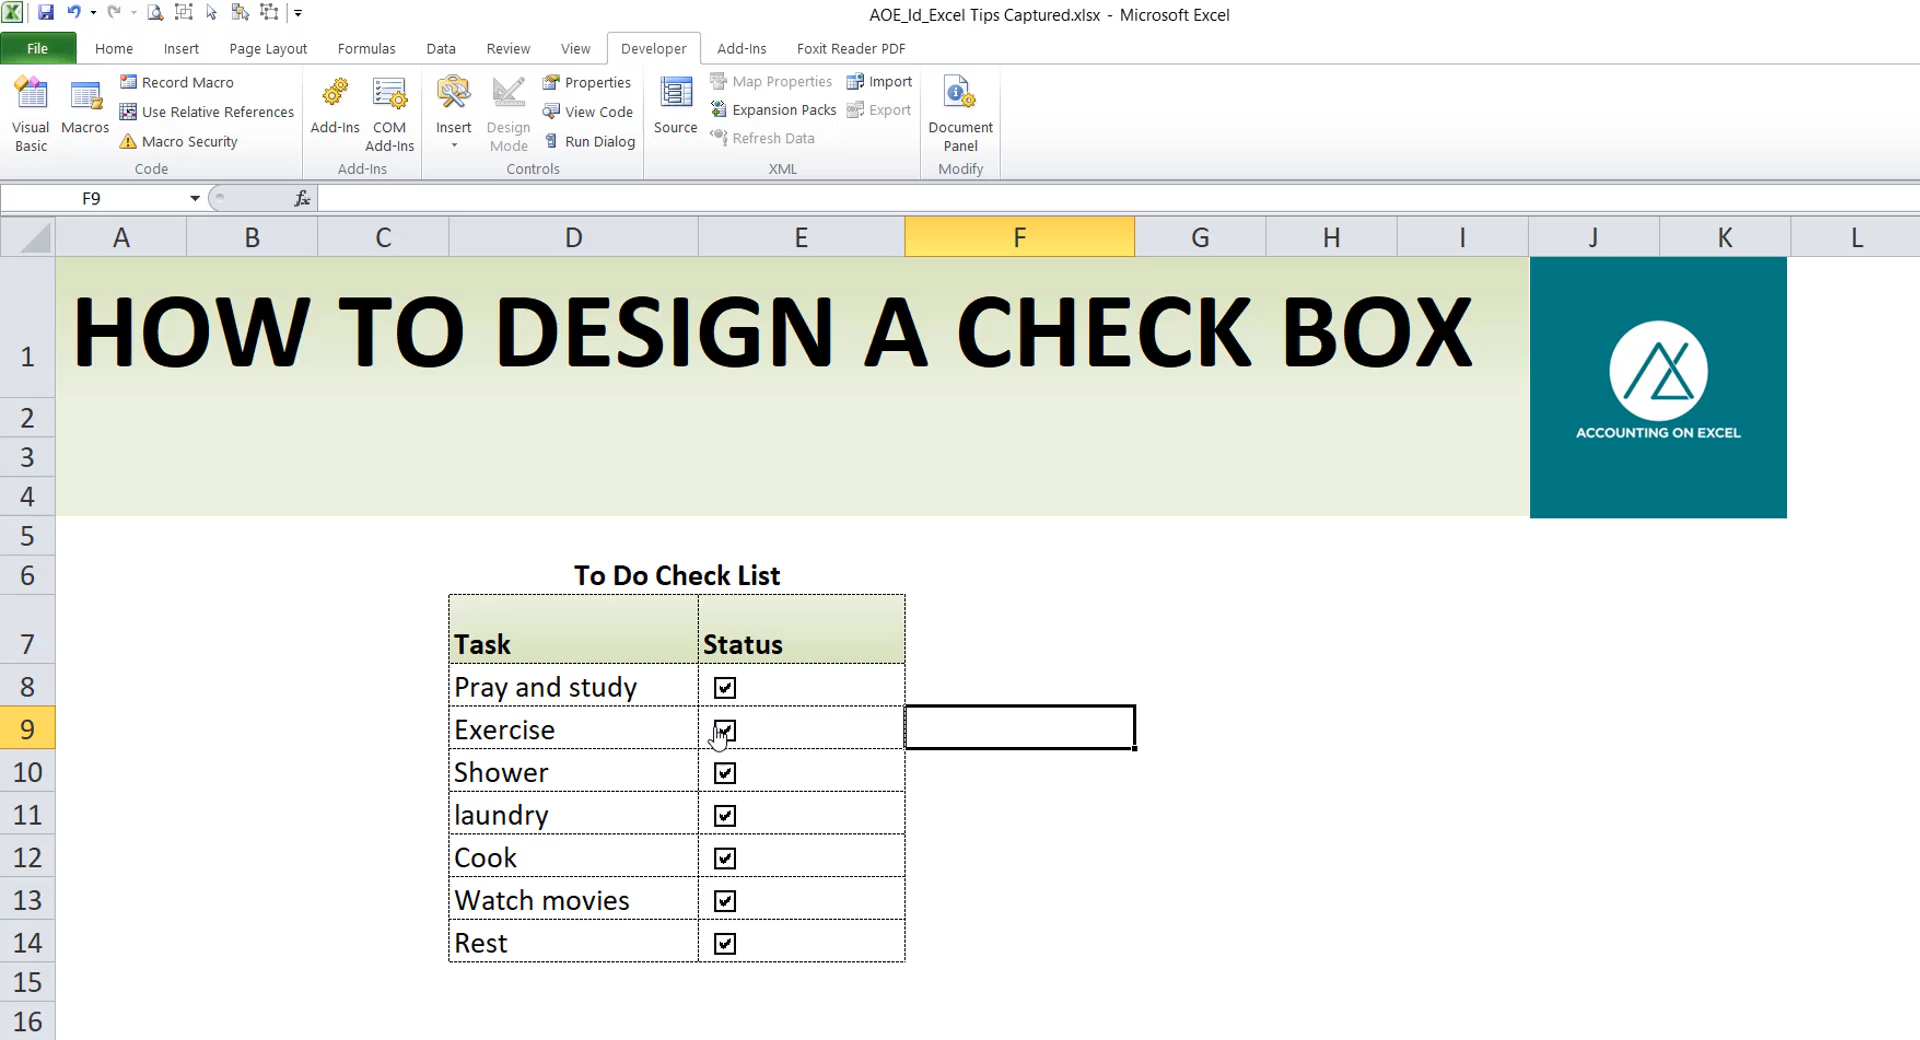 AOE_Id_Excel Tips Captured.xlsx - Microsoft Excel
File Home Insert Page Layout Formulas Data Review View Developer Add-Ins Foxit Reader PDF
Visual Basic
Macros
Record Macro
Use Relative References
Macro Security
Code
Add-Ins
COM Add-Ins
Add-Ins
Insert
Design Mode
Properties
View Code
Run Dialog
Controls
Source
Map Properties
Expansion Packs
Refresh Data
Import
Export
XML
Document Panel
Modify
F9 fx
A B C D E F G H I J K L
1 HOW TO DESIGN A CHECK BOX
ACCOUNTING ON EXCEL
2
3
4
5
6 To Do Check List
7 Task Status
8 Pray and study
9 Exercise
10 Shower
11 laundry
12 Cook
13 Watch movies
14 Rest
15
16